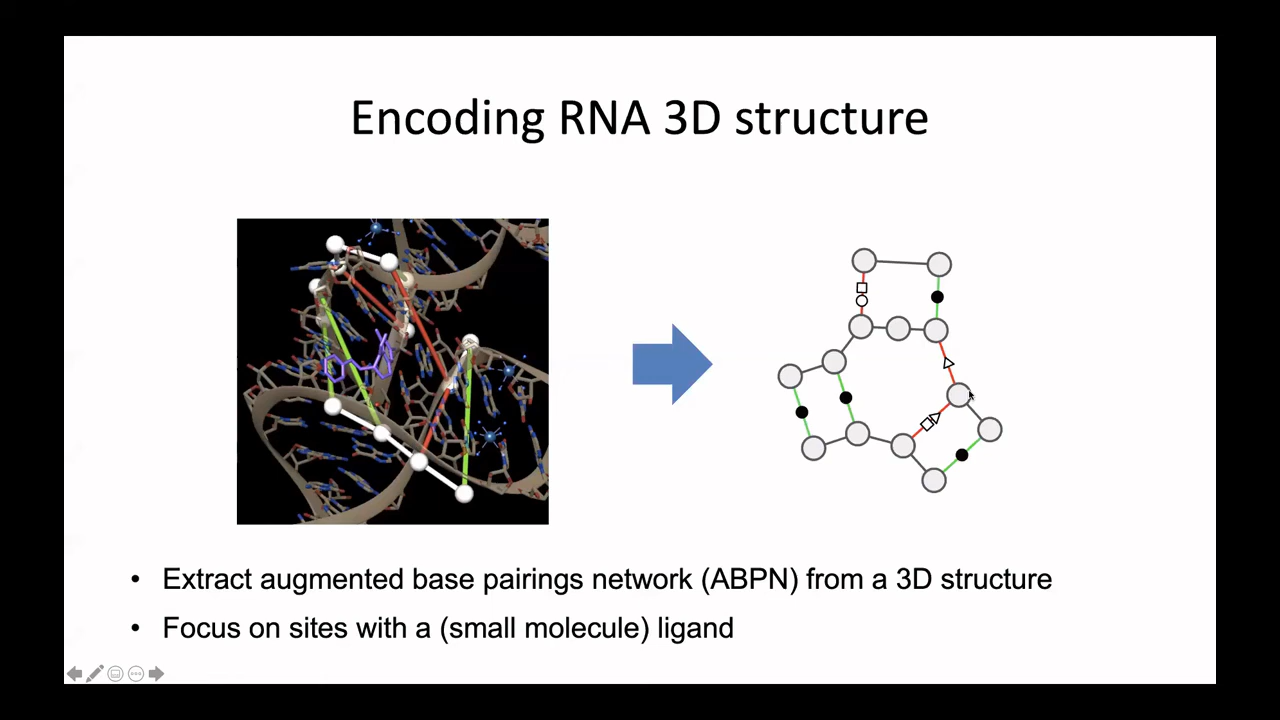 Encoding RNA 3D structure
• Extract augmented base pairings network (ABPN) from a 3D structure
• Focus on sites with a (small molecule) ligand